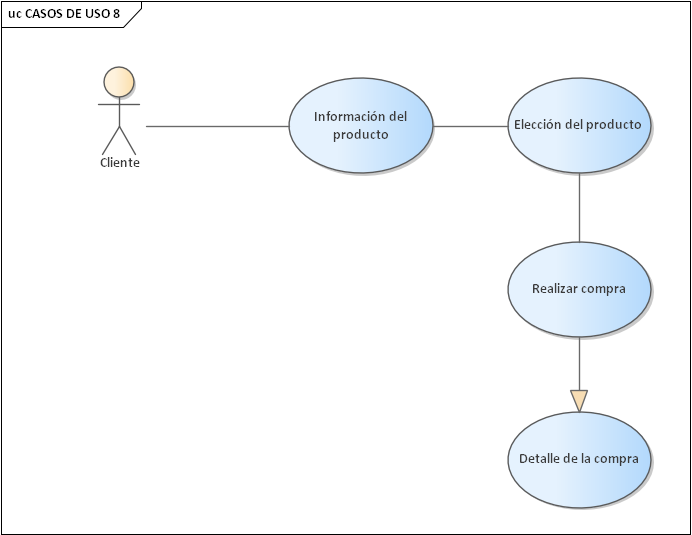 uc CASOS DE USO 8
Cliente
Información del
producto
Elección del producto
Realizar compra
Detalle de la compra